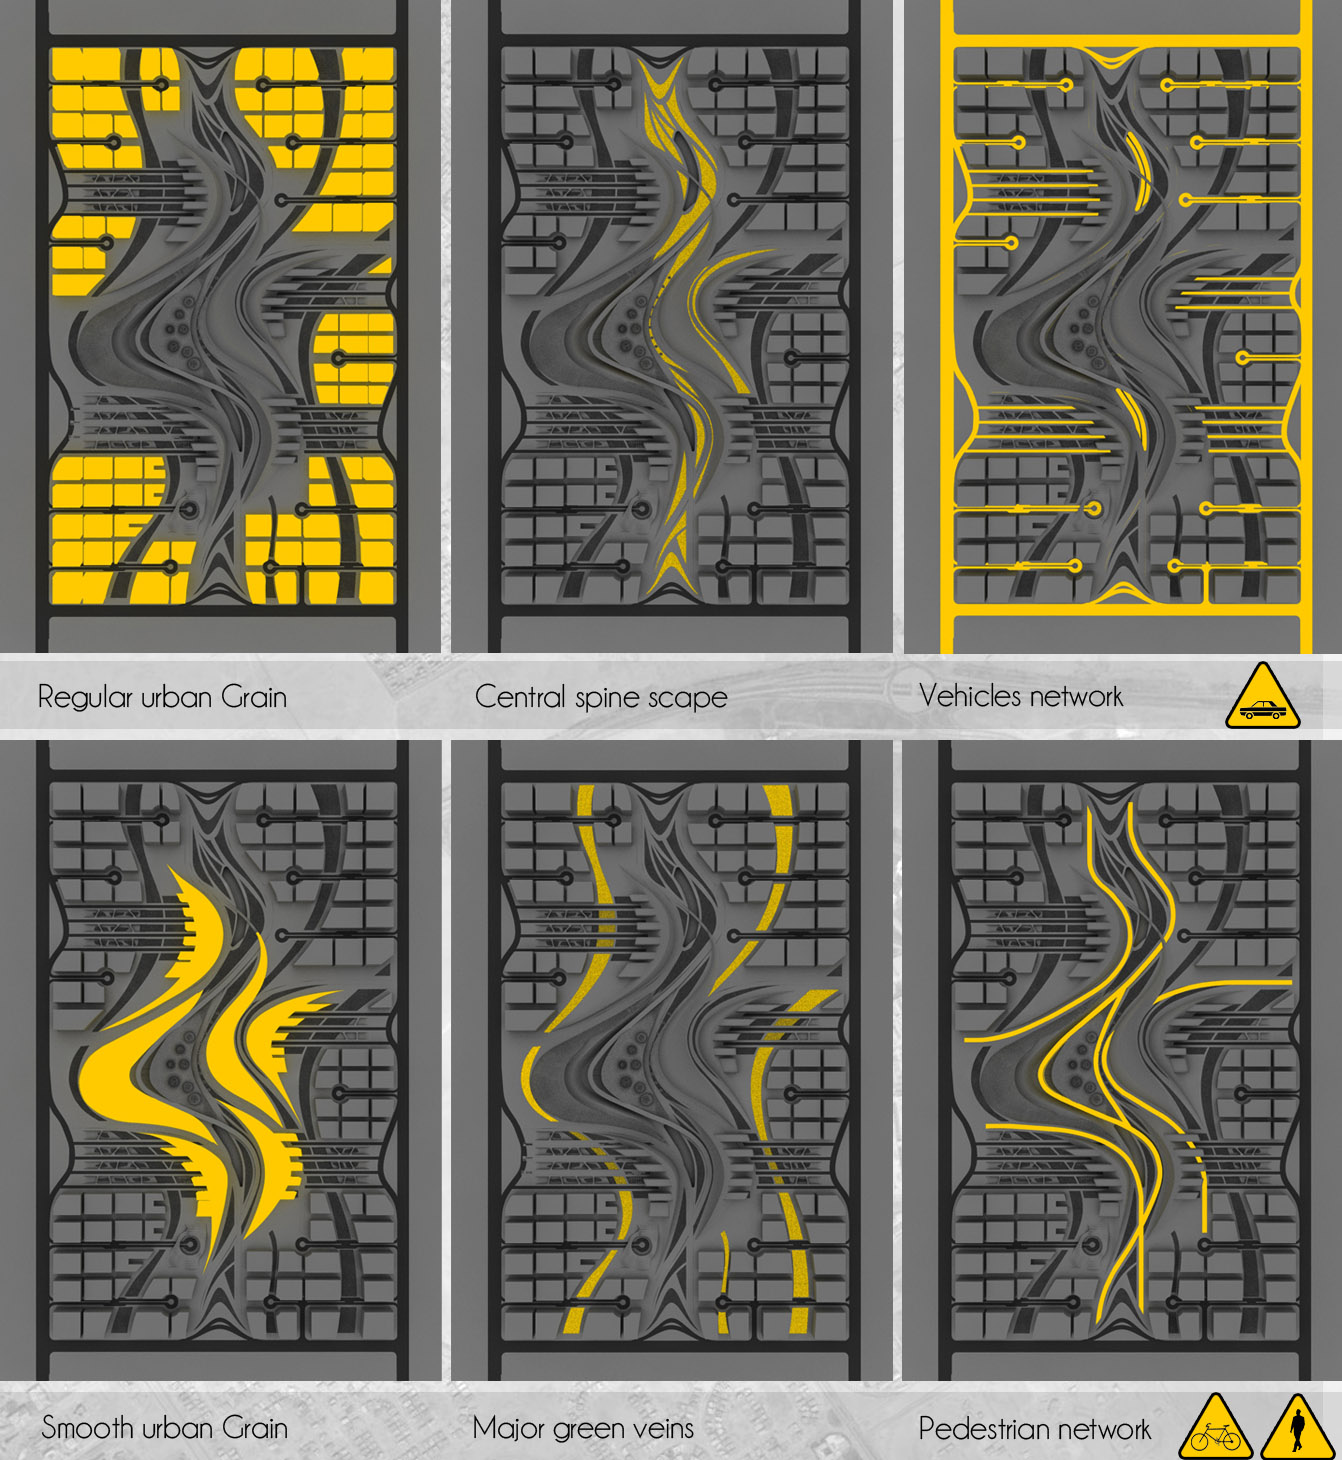 Regular urban Grain
Central spine scape
Vehicles network
Smooth urban Grain
Major green veins
Pedestrian network